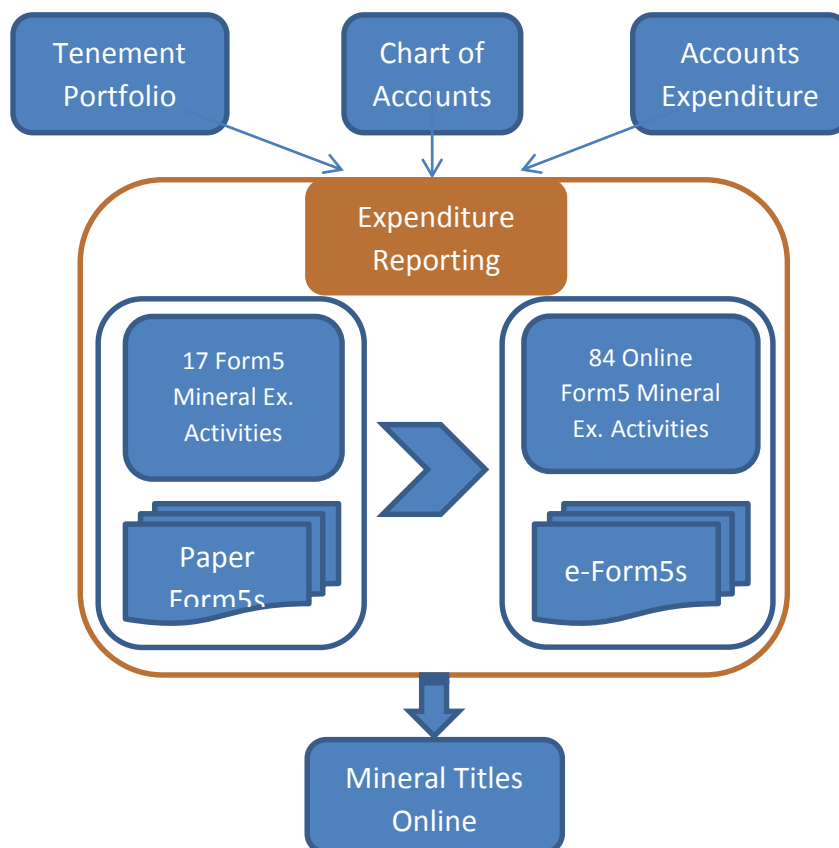 Tenement
Portfolio
Chart of
Accounts
Accounts
Expenditure
Expenditure
Reporting
17 Form5
Mineral Ex.
Activities
84 Online
Form5 Mineral
Ex. Activities
Paper
Form5s
e-Form5s
Mineral Titles
Online